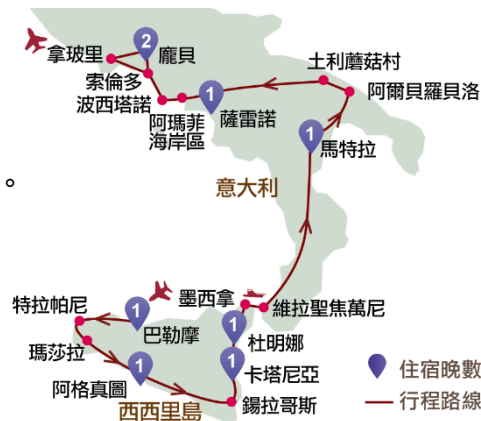 拿玻里
2
龐貝
索倫多
波西塔諾
阿瑪菲
海岸區
1
薩雷諾
土利蘑菇村
阿爾貝羅貝洛
1
馬特拉
。
意大利
墨西拿
維拉聖焦萬尼
特拉帕尼
1
巴勒摩
1
杜明娜
瑪莎拉
1
卡塔尼亞
1
阿格真圖
西西里島
錫拉哥斯
住宿晚數
行程路線